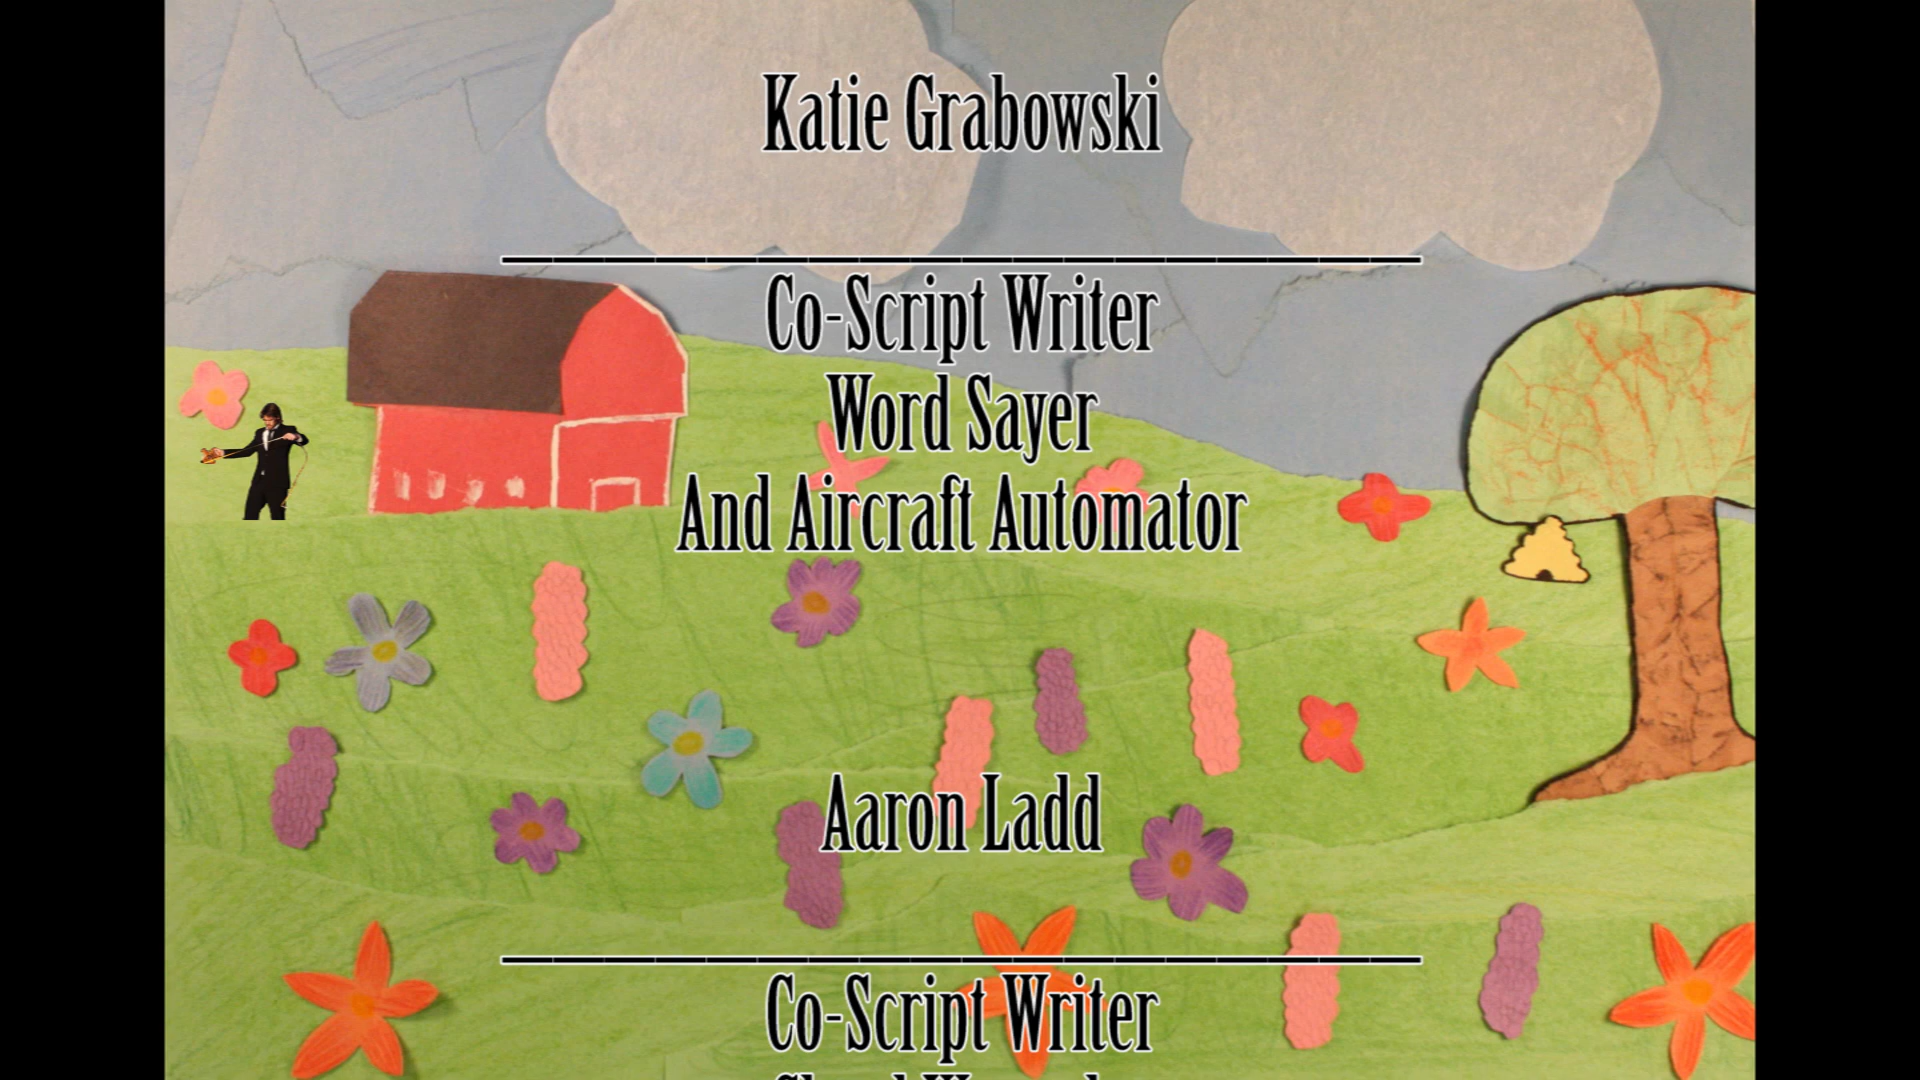 Katie Grabowski
Co-Script Writer
Word Sayer
And Aircraft Automator
Aaron Ladd
Co-Script Writer